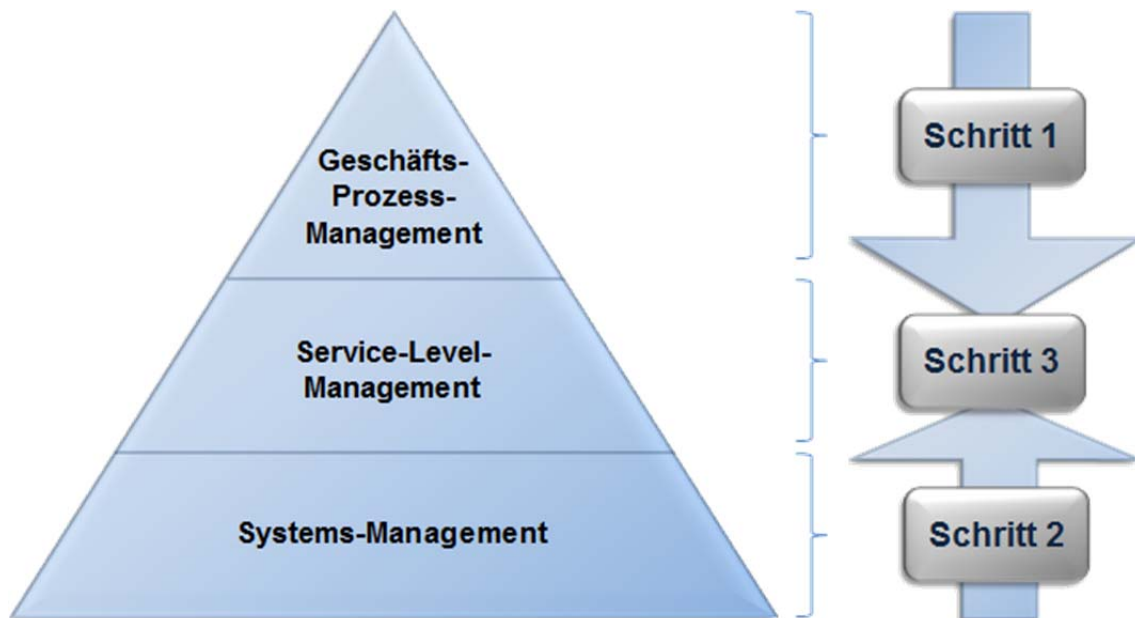 Geschäfts-
Prozess-
Management
Schritt 1
Service-Level-
Management
Schritt 3
Systems-Management
Schritt 2